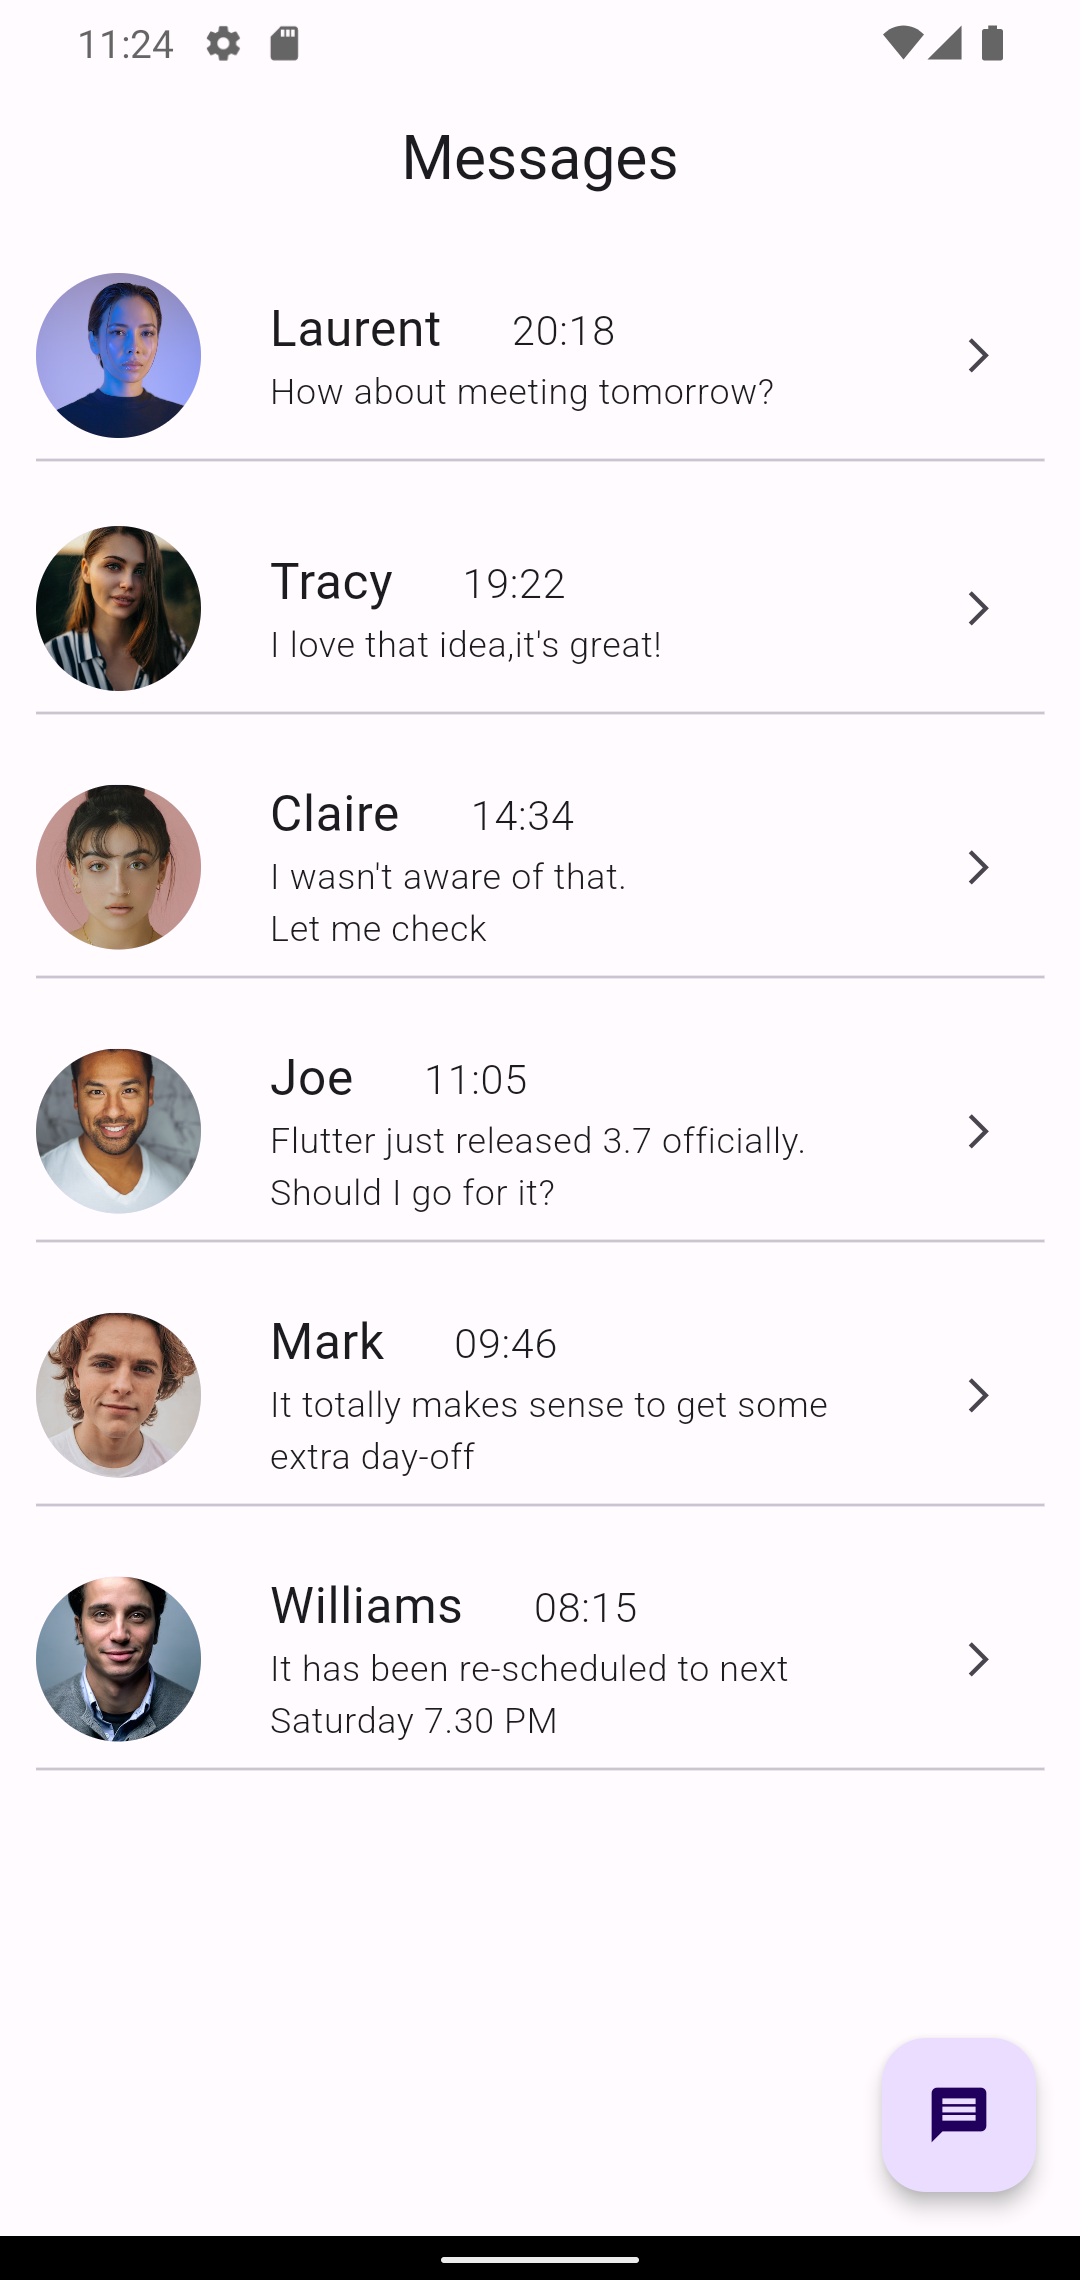 11:24
Messages
Laurent 20:18
How about meeting tomorrow?
Tracy 19:22
I love that idea,it's great!
Claire 14:34
I wasn't aware of that.
Let me check
Joe 11:05
Flutter just released 3.7 officially.
Should I go for it?
Mark 09:46
It totally makes sense to get some
extra day-off
Williams 08:15
It has been re-scheduled to next
Saturday 7.30 PM